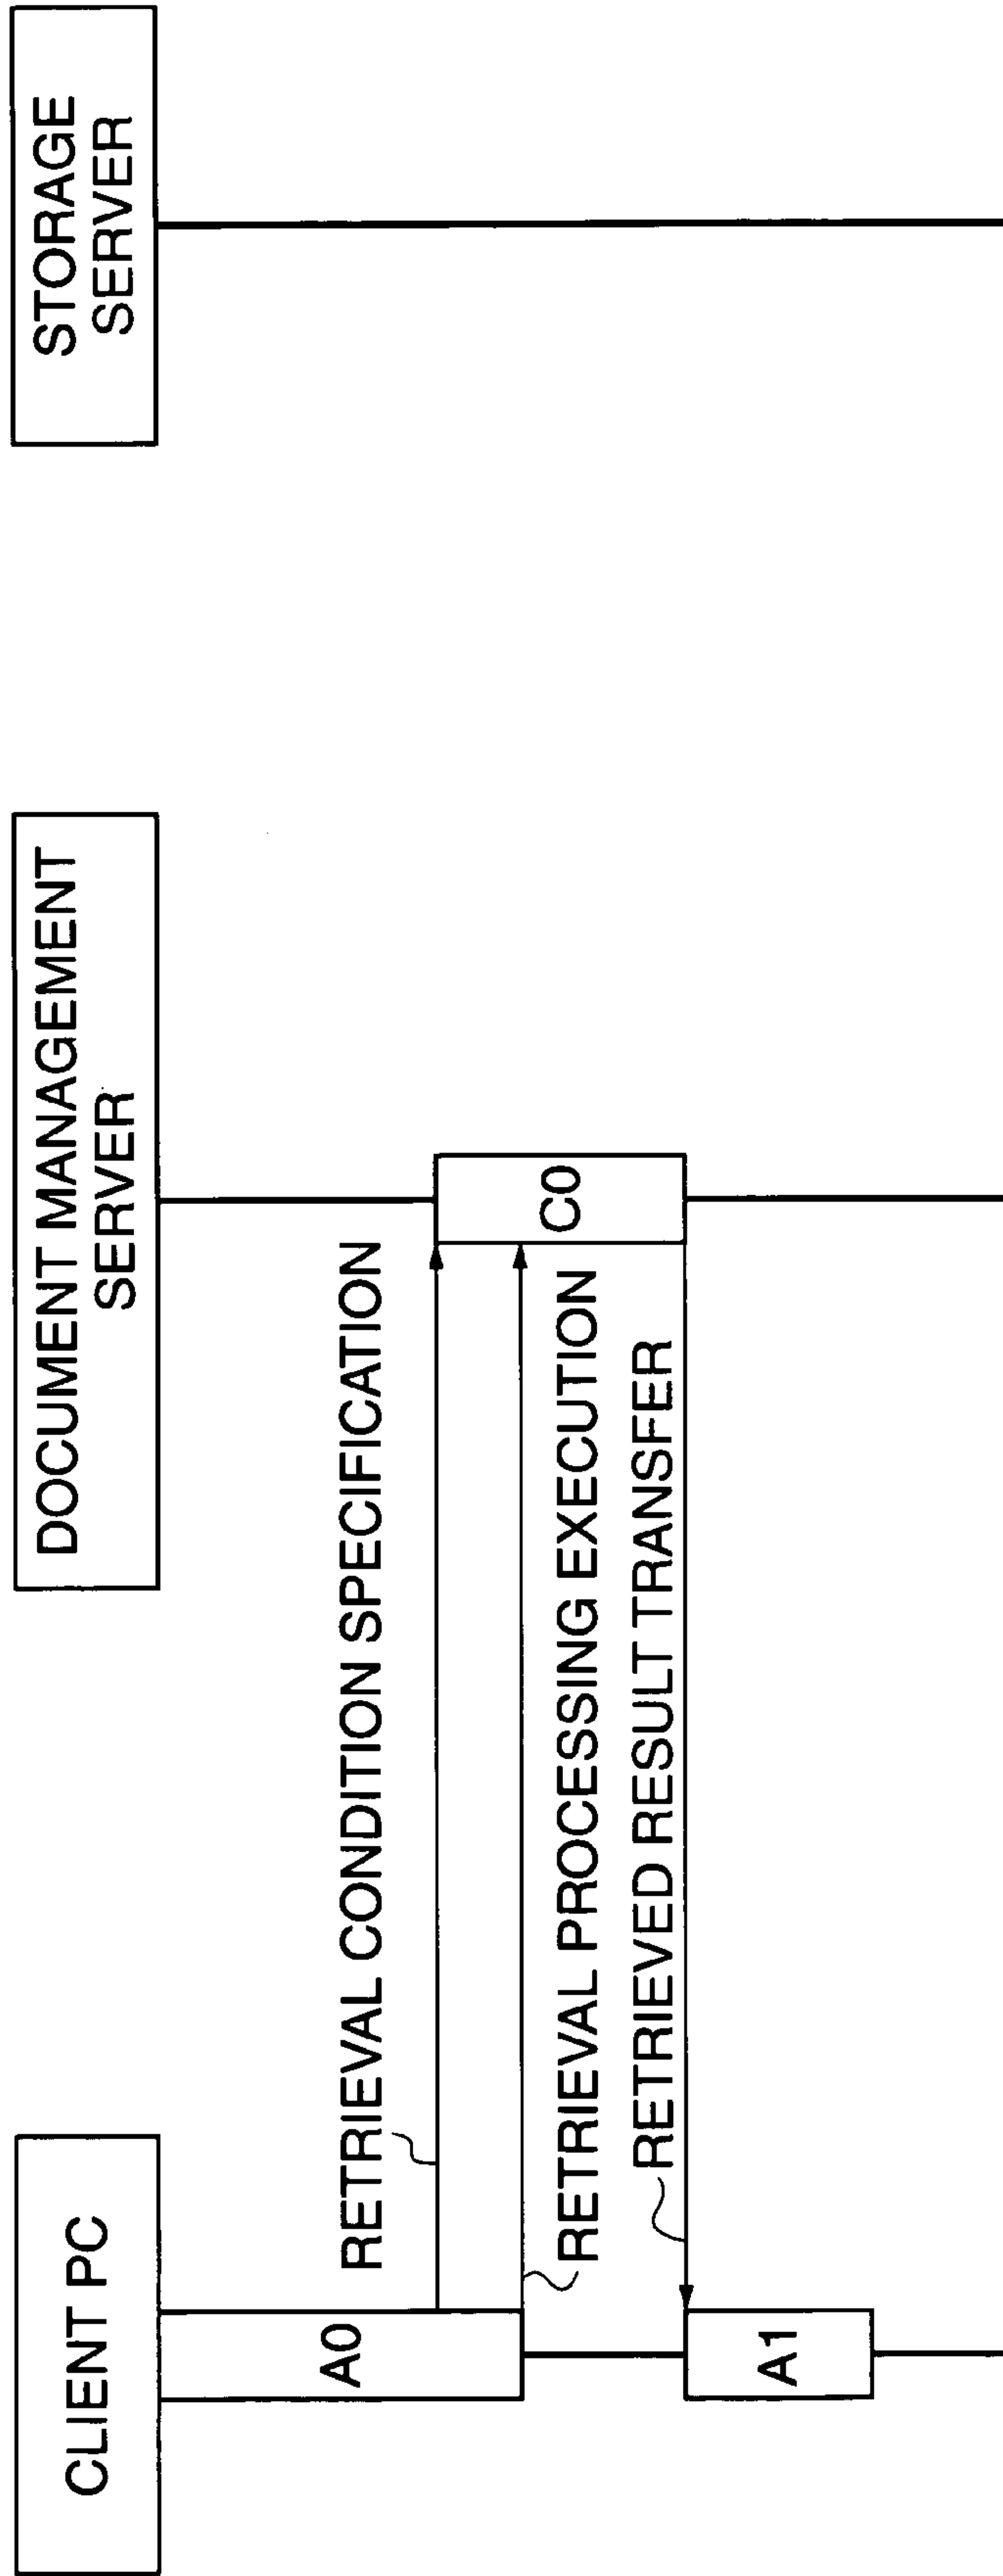 CLIENT PC
DOCUMENT MANAGEMENT
SERVER
STORAGE
SERVER
A0
RETRIEVAL CONDITION SPECIFICATION
C0
RETRIEVAL PROCESSING EXECUTION
RETRIEVED RESULT TRANSFER
A1